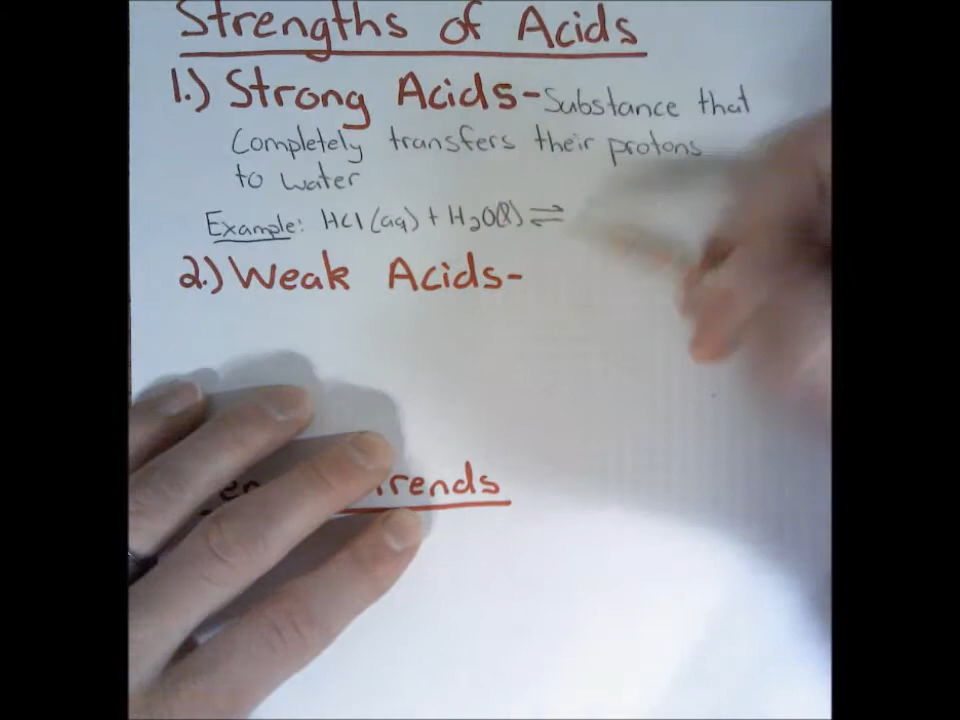 Strengths of Acids
1.) Strong Acids-Substance that
Completely transfers their protons
to water
Example: HCl(aq) + H₂O(l) ⇌
2.) Weak Acids-